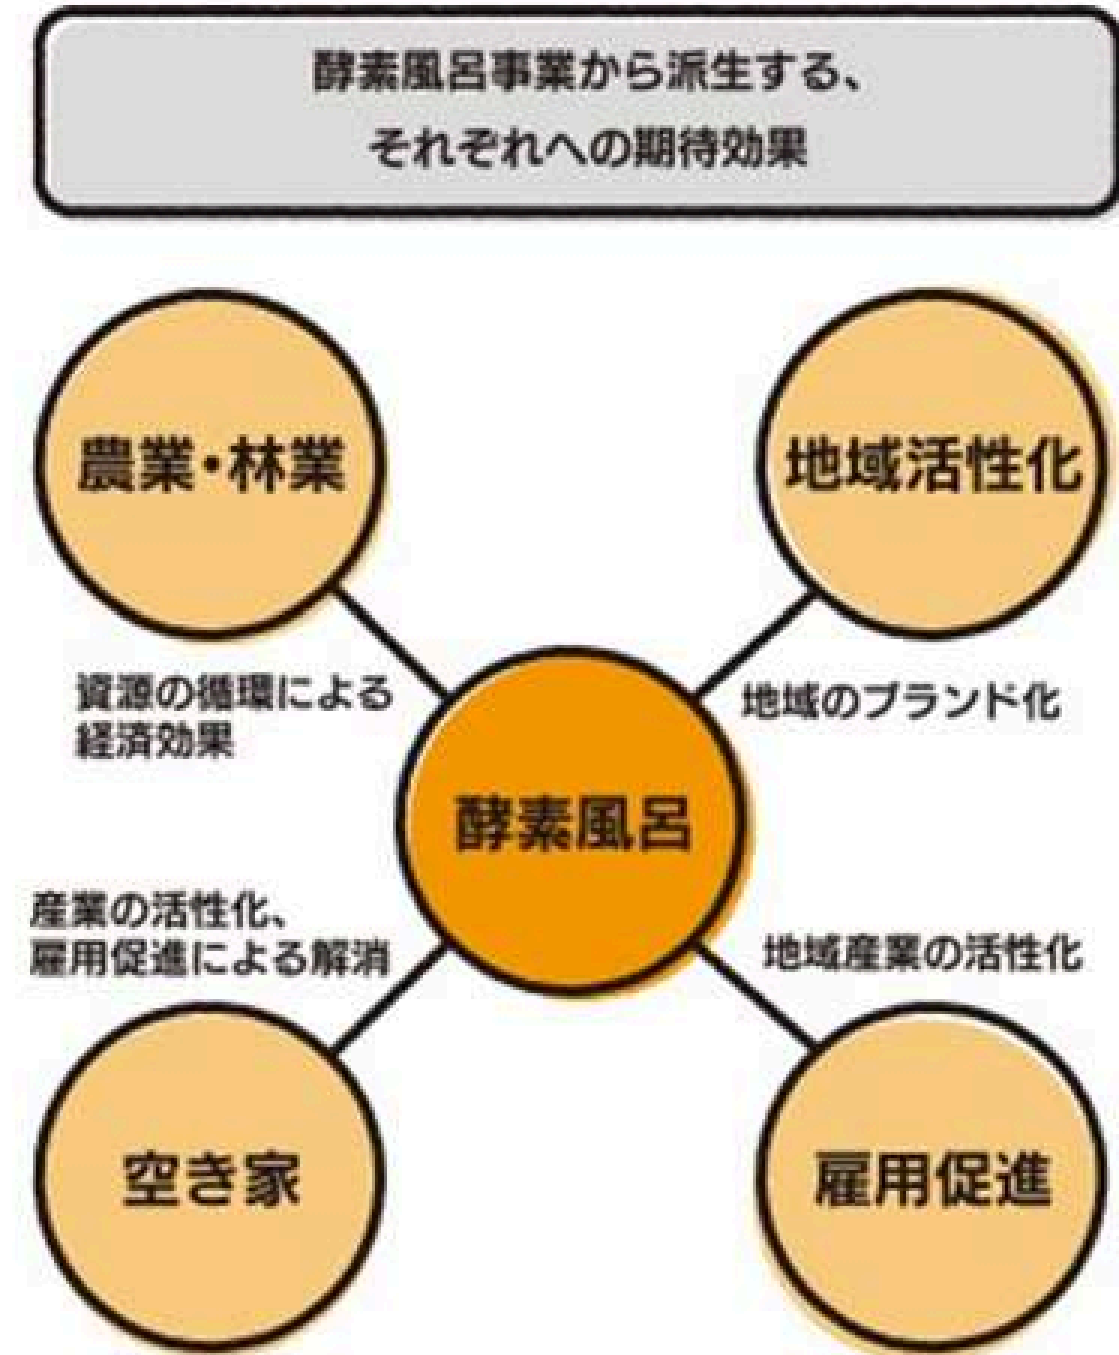 酵素風呂事業から派生する、
それぞれへの期待効果
農業・林業
地域活性化
資源の循環による
経済効果
地域のブランド化
酵素風呂
産業の活性化、
雇用促進による解消
地域産業の活性化
空き家
雇用促進